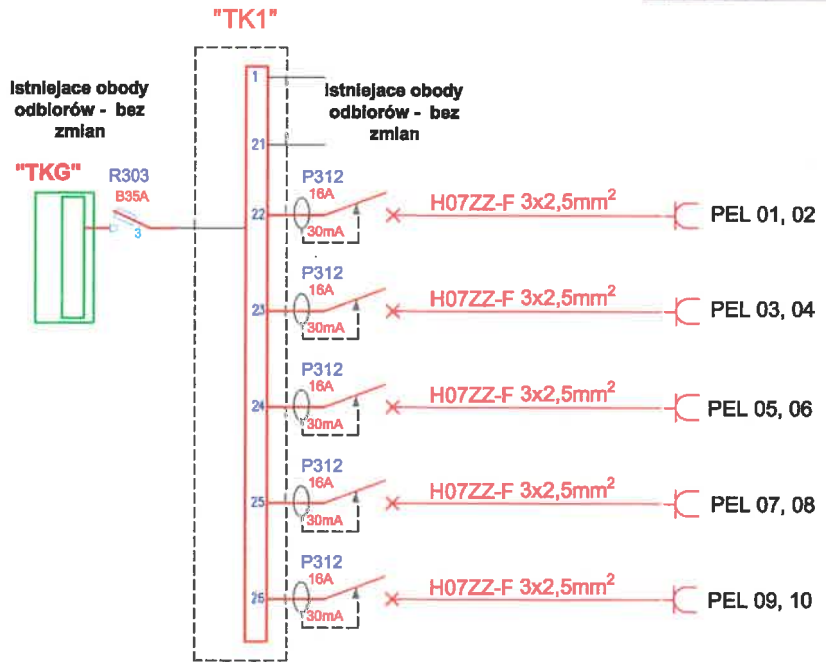 "TK1"
Istniejace obody
odbiorów - bez
zmian
"TKG"
R303
B35A
3
1
21
Istniejace obody
odbiorów - bez
zmian
22
P312
16A
30mA
H07ZZ-F 3x2,5mm²
PEL 01, 02
23
P312
16A
30mA
H07ZZ-F 3x2,5mm²
PEL 03, 04
24
P312
16A
30mA
H07ZZ-F 3x2,5mm²
PEL 05, 06
25
P312
16A
30mA
H07ZZ-F 3x2,5mm²
PEL 07, 08
26
P312
16A
30mA
H07ZZ-F 3x2,5mm²
PEL 09, 10